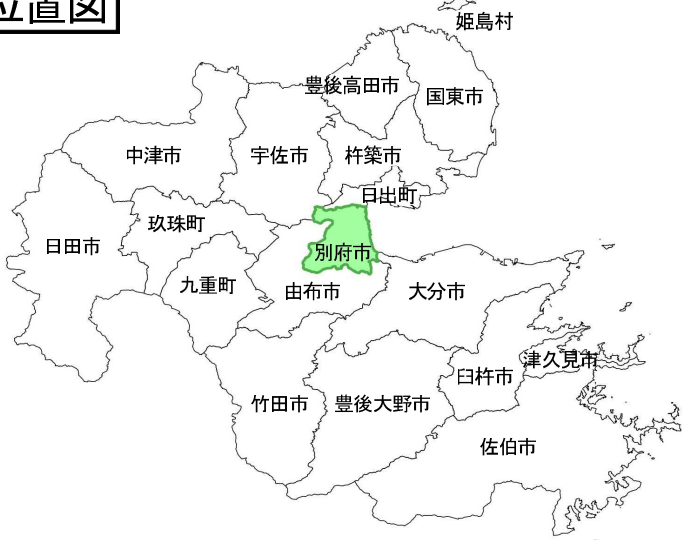 位置図
姫島村
豊後高田市
国東市
中津市
宇佐市
杵築市
日出町
玖珠町
日田市
別府市
九重町
由布市
大分市
津久見市
臼杵市
竹田市
豊後大野市
佐伯市